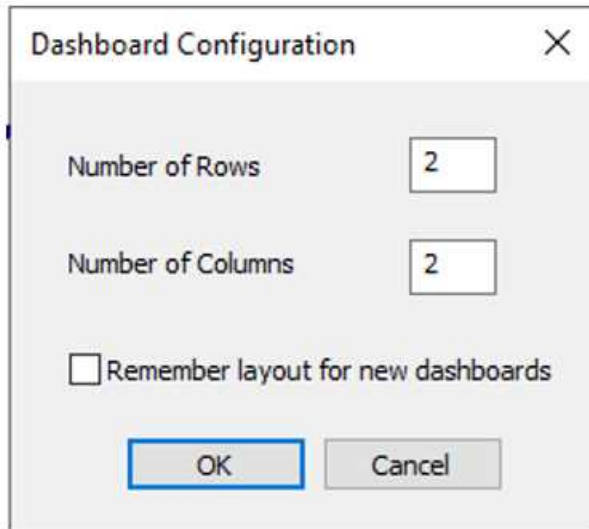 Dashboard Configuration
Number of Rows 2
Number of Columns 2
Remember layout for new dashboards
OK Cancel